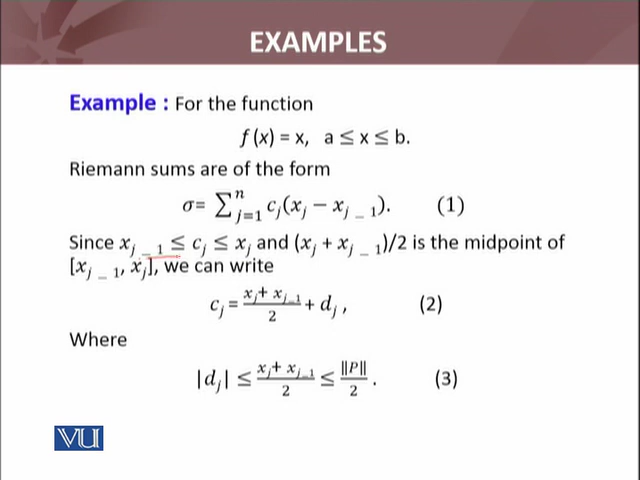 EXAMPLES
Example : For the function
f (x) = x, a ≤ x ≤ b.
Riemann sums are of the form
σ= ∑ⁿⱼ₌₁ cⱼ(xⱼ − xⱼ ₋ ₁). (1)
Since xⱼ ₋ ₁ ≤ cⱼ ≤ xⱼ and (xⱼ + xⱼ ₋ ₁)/2 is the midpoint of
[xⱼ ₋ ₁, xⱼ], we can write
cⱼ = (xⱼ+ xⱼ₋₁)/2 + dⱼ , (2)
Where
|dⱼ| ≤ (xⱼ+ xⱼ₋₁)/2 ≤ ‖P‖/2 . (3)
VU